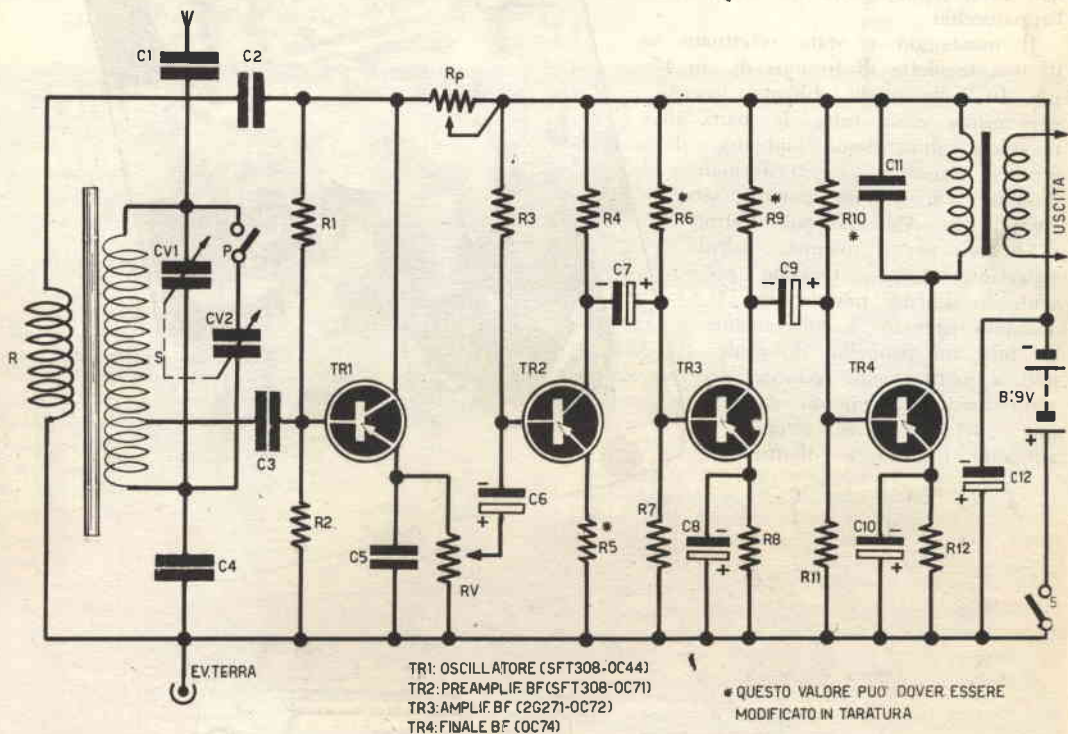 C1
C2
RP
R1
R3
R4
R6
*
R9
*
R10
*
C11
USCITA
R
CV1
P
CV2
S
C3
C7
- +
C9
- +
TR1
TR2
TR3
TR4
-
B:9V
+
R2
C4
C5
RV
-
C6
+
*
R5
R7
C8
-
+
R8
R11
C10
-
+
R12
-
C12
+
S
EV.TERRA
TR1: OSCILLATORE (SFT308-OC44)
TR2: PREAMPLIF. BF (SFT308-OC71)
TR3: AMPLIF. BF (2G271-OC72)
TR4: FINALE BF (OC74)
* QUESTO VALORE PUO' DOVER ESSERE
MODIFICATO IN TARATURA